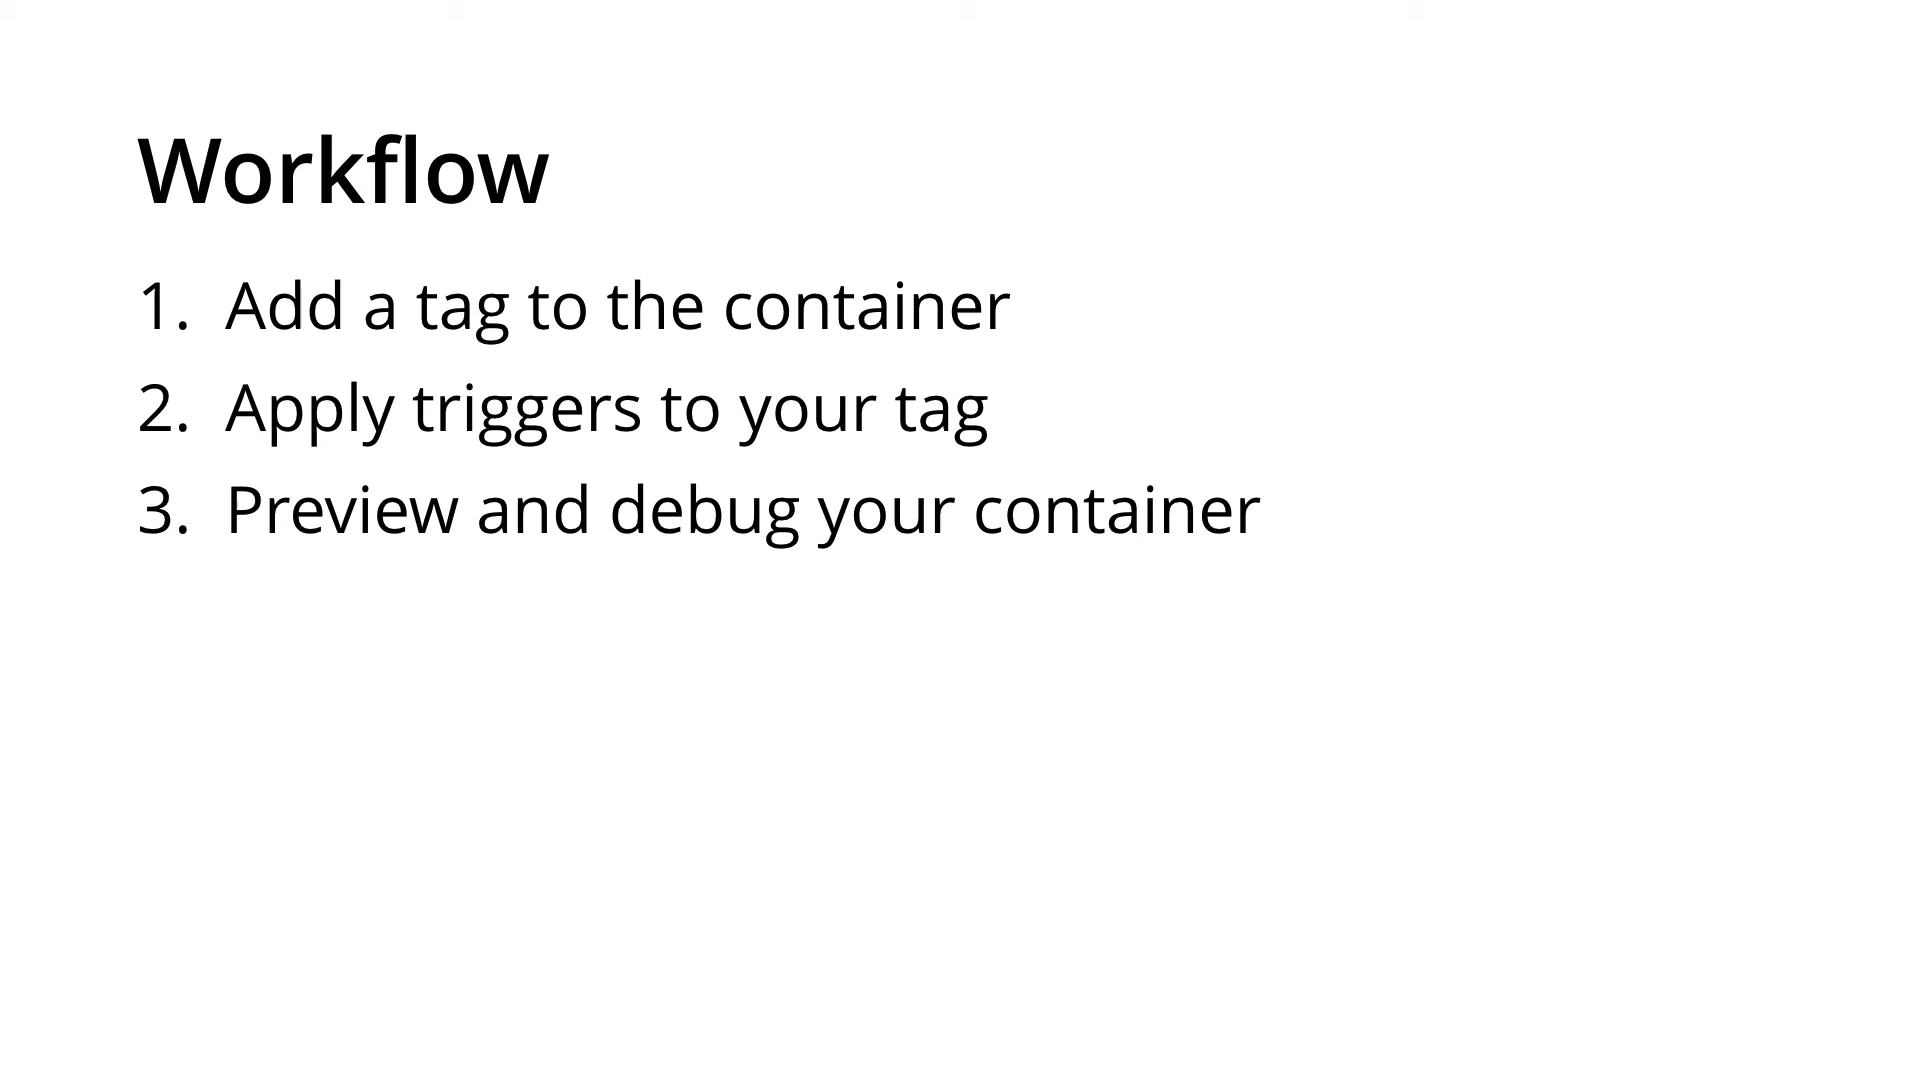 Workflow
1. Add a tag to the container
2. Apply triggers to your tag
3. Preview and debug your container